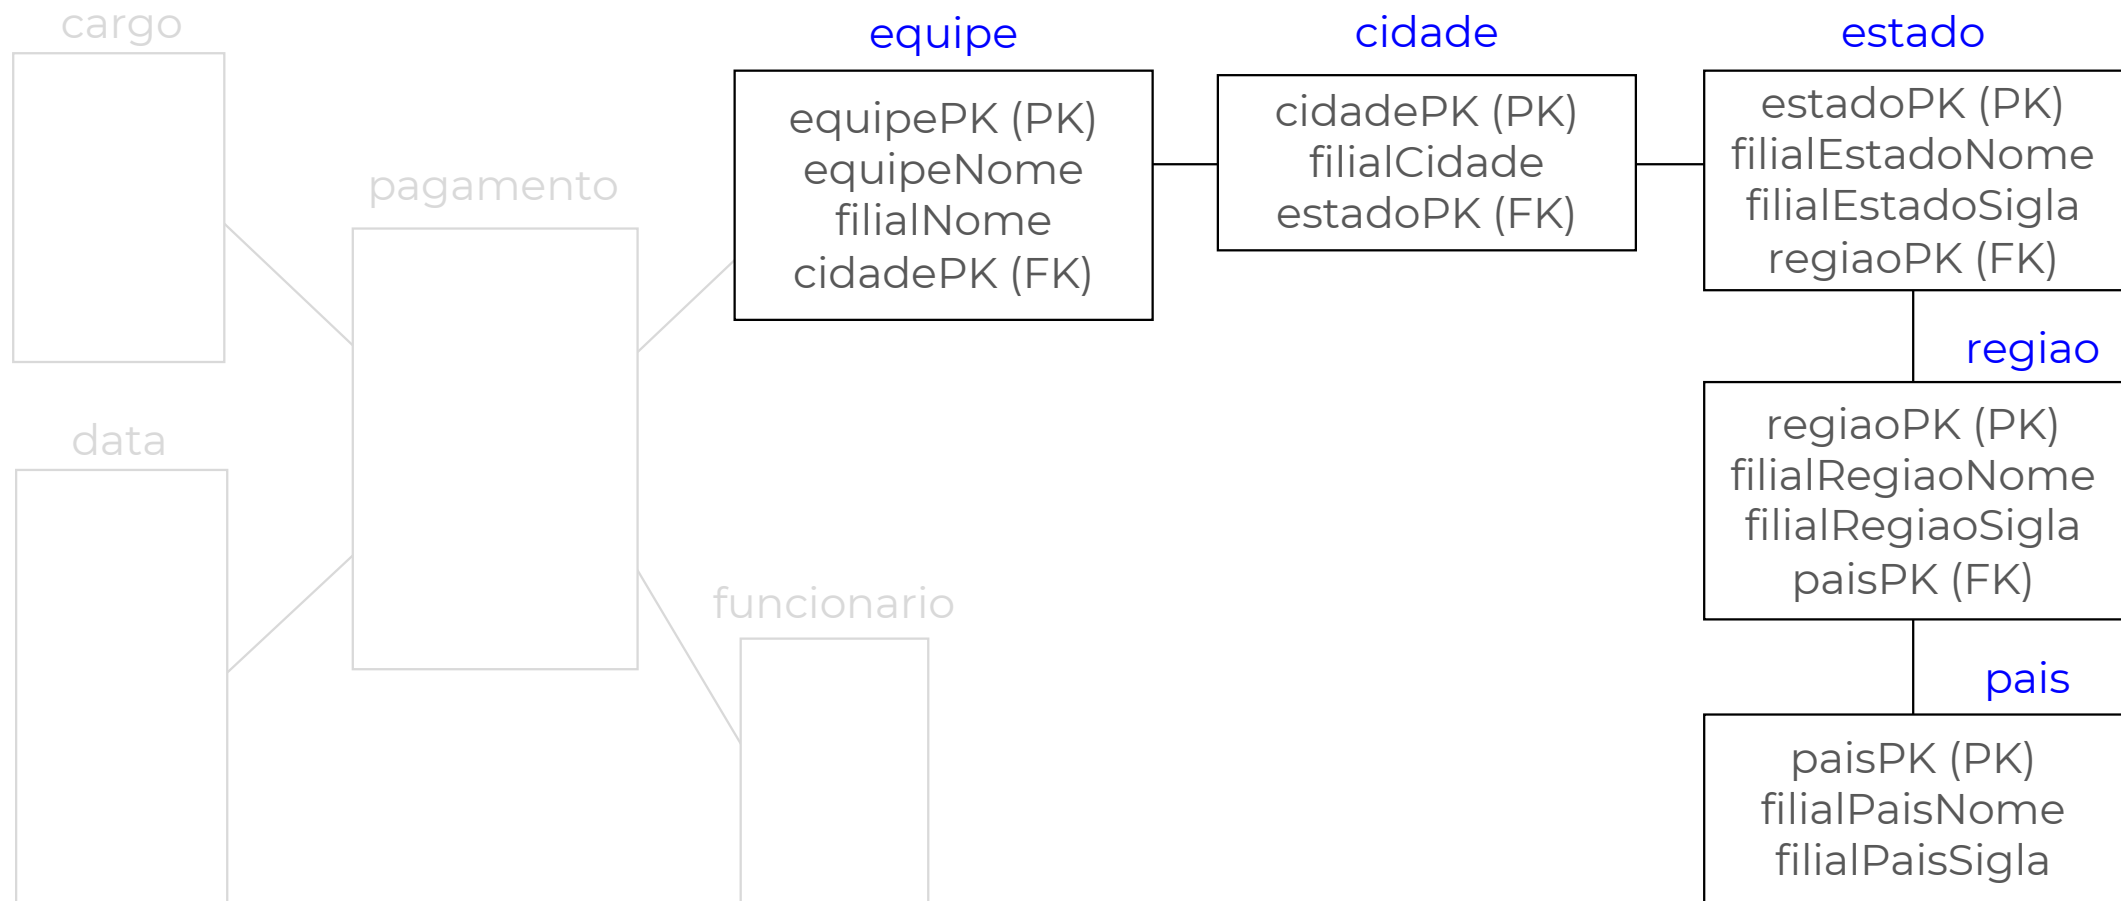 cargo
pagamento
data
funcionario
equipe
equipePK (PK)
equipeNome
filialNome
cidadePK (FK)
cidade
cidadePK (PK)
filialCidade
estadoPK (FK)
estado
estadoPK (PK)
filialEstadoNome
filialEstadoSigla
regiaoPK (FK)
regiao
regiaoPK (PK)
filialRegiaoNome
filialRegiaoSigla
paisPK (FK)
pais
paisPK (PK)
filialPaisNome
filialPaisSigla